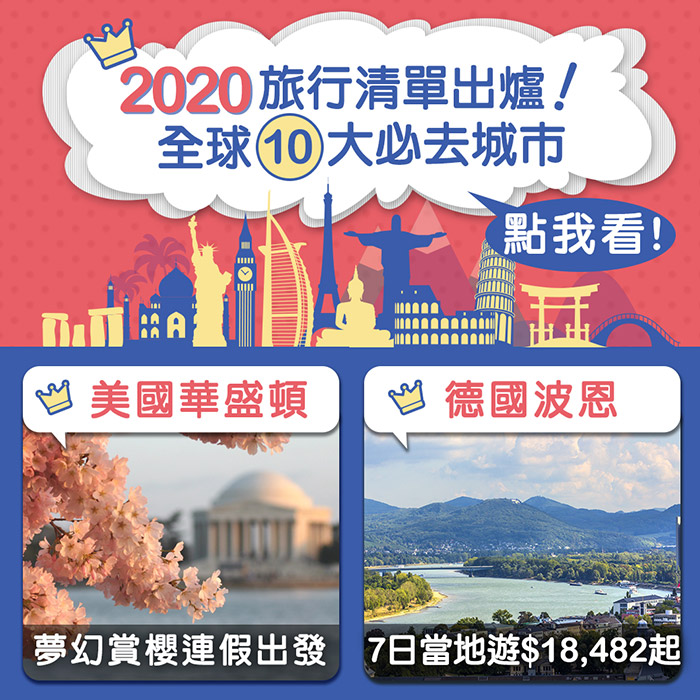 2020旅行清單出爐!
全球10大必去城市
點我看!
美國華盛頓
德國波恩
夢幻賞櫻連假出發
7日當地遊$18,482起